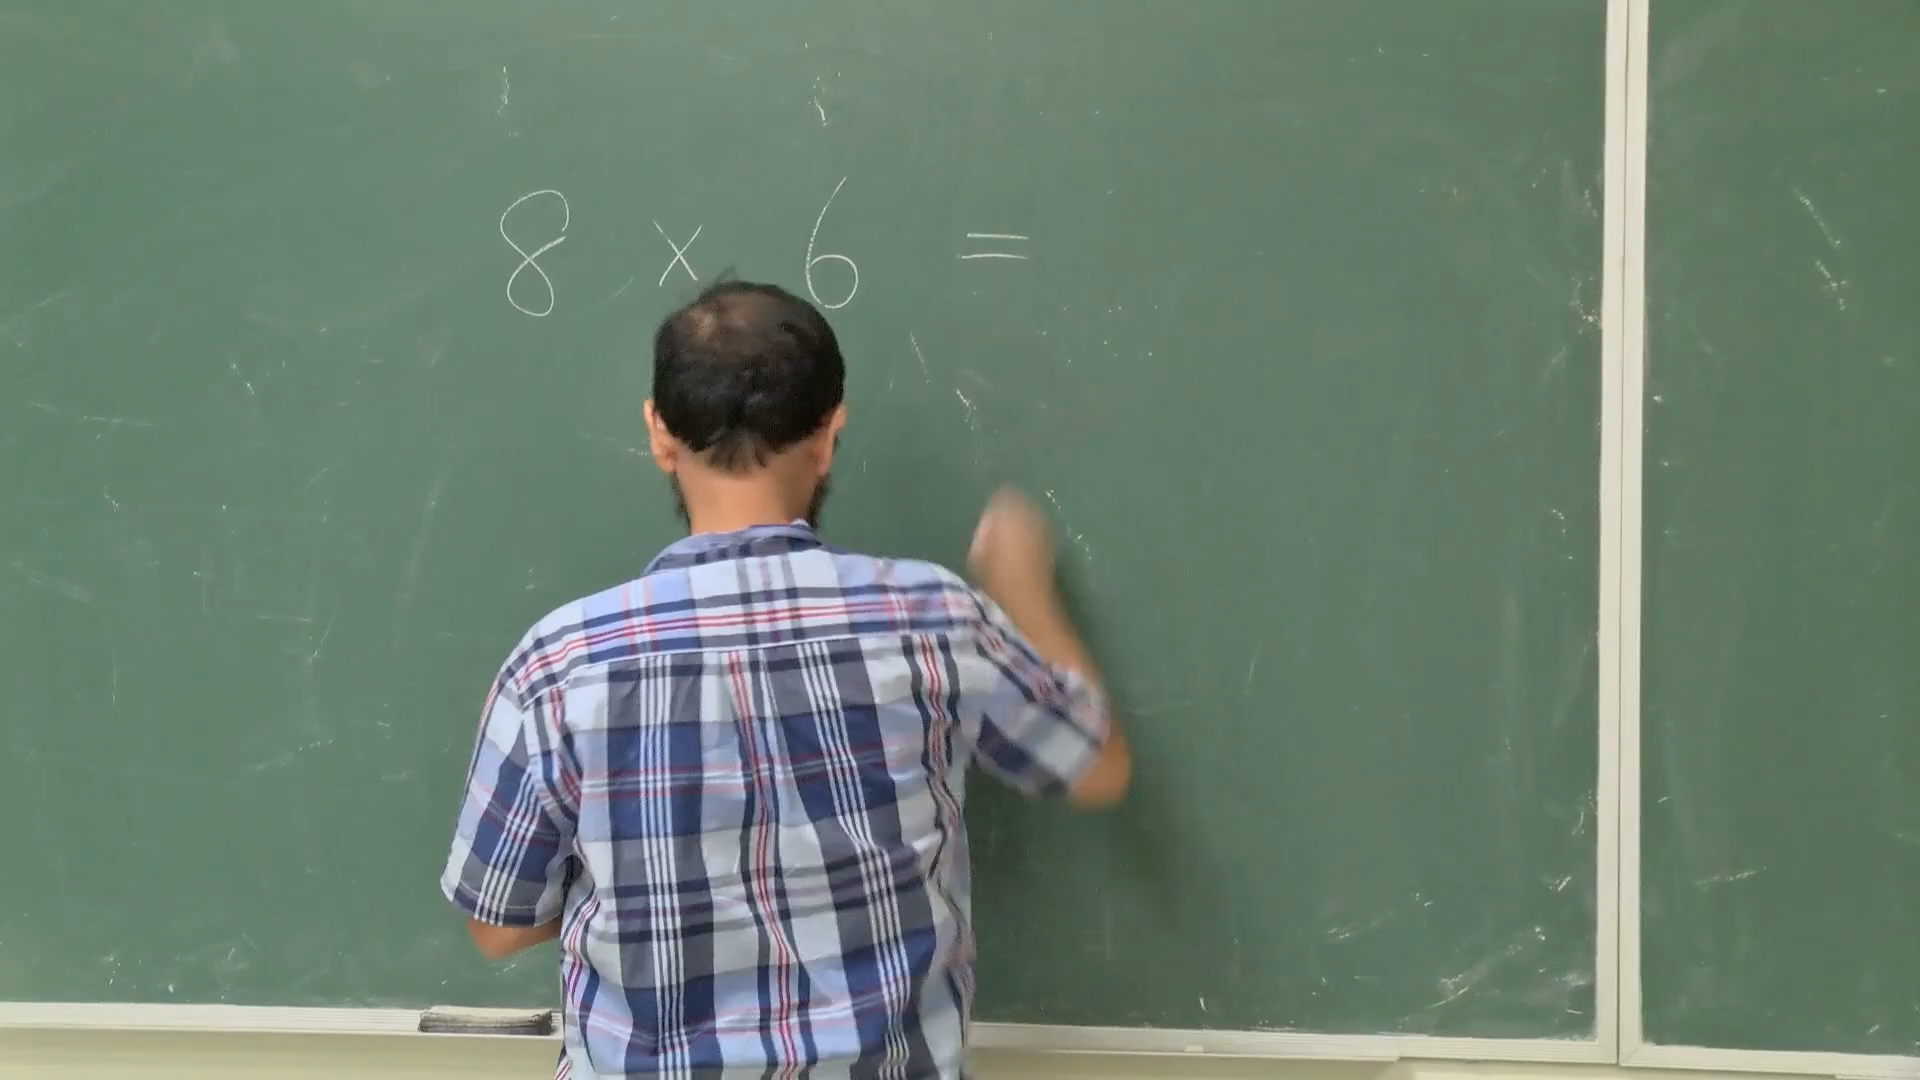 8 × 6 =